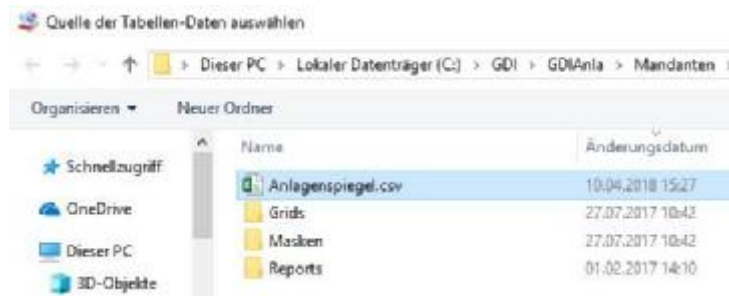 Quelle der Tabellen-Daten auswählen
Dieser PC > Lokaler Datenträger (C:) > GDI > GDIAnla > Mandanten >
Organisieren Neuer Ordner
Name Änderungsdatum
Schnellzugriff
Anlagenspiegel.csv 10.04.2018 15:27
OneDrive
Grids 27.07.2017 10:42
Dieser PC
Masken 27.07.2017 10:42
3D-Objekte
Reports 01.02.2017 14:10